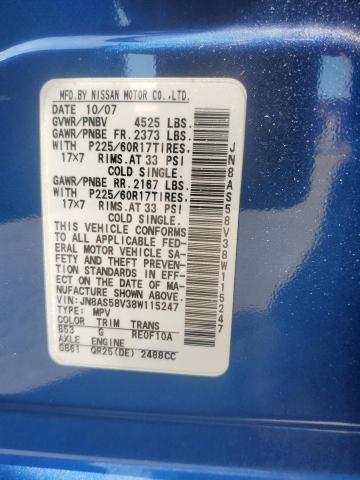 MFD.BY NISSAN MOTOR CO.,LTD.
DATE 10/07
GVWR/PNBV 4525 LBS.
GAWR/PNBE FR. 2373 LBS.
WITH P225/60R17TIRES,
17X7 RIMS.AT 33 PSI
COLD SINGLE.
GAWR/PNBE RR. 2167 LBS.
WITH P225/60R17TIRES,
17X7 RIMS.AT 33 PSI
COLD SINGLE.
THIS VEHICLE CONFORMS
TO ALL APPLICABLE FED-
ERAL MOTOR VEHICLE SA-
FETY AND THEFT PREV-
ENTION STANDARDS IN EFF-
ECT ON THE DATE OF M-
ANUFACTURE SHOWN ABOVE.
VIN:JN8AS58V38W115247
TYPE: MPV
COLOR TRIM TRANS
B53 G RE0F10A
AXLE ENGINE
GB61 QR25(DE) 2488CC
JN8AS58V38W115247